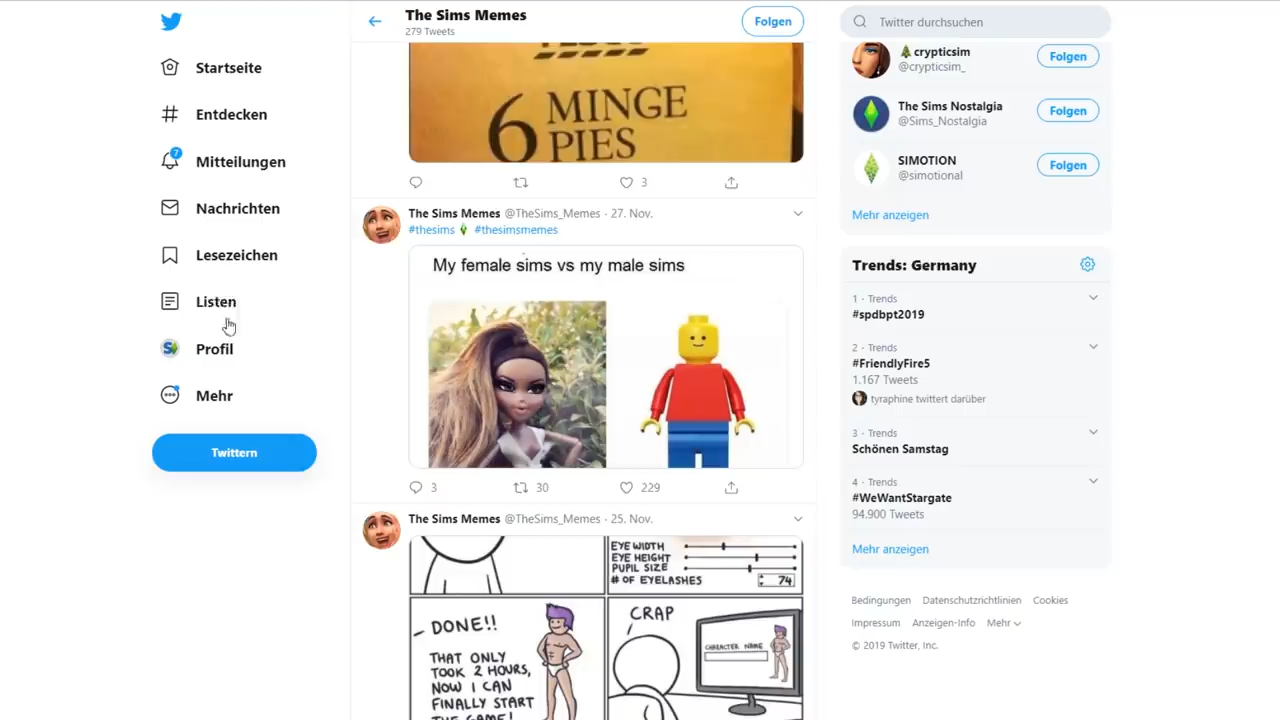 Startseite
Entdecken
7
Mitteilungen
Nachrichten
Lesezeichen
Listen
Profil
Mehr
Twittern
The Sims Memes
279 Tweets
Folgen
6 MINGE
PIES
3
The Sims Memes @TheSims_Memes · 27. Nov.
#thesims #thesimsmemes
My female sims vs my male sims
3 30 229
The Sims Memes @TheSims_Memes · 25. Nov.
EYE WIDTH
EYE HEIGHT
PUPIL SIZE
# OF EYELASHES 74
DONE!!
THAT ONLY
TOOK 2 HOURS,
NOW I CAN
FINALLY START
THE GAME!
CRAP
CHARACTER NAME
Twitter durchsuchen
crypticsim
@crypticsim_
Folgen
The Sims Nostalgia
@Sims_Nostalgia
Folgen
SIMOTION
@simotional
Folgen
Mehr anzeigen
Trends: Germany
1 · Trends
#spdbpt2019
2 · Trends
#FriendlyFire5
1.167 Tweets
tyraphine twittert darüber
3 · Trends
Schönen Samstag
4 · Trends
#WeWantStargate
94.900 Tweets
Mehr anzeigen
Bedingungen Datenschutzrichtlinien Cookies
Impressum Anzeigen-Info Mehr
© 2019 Twitter, Inc.